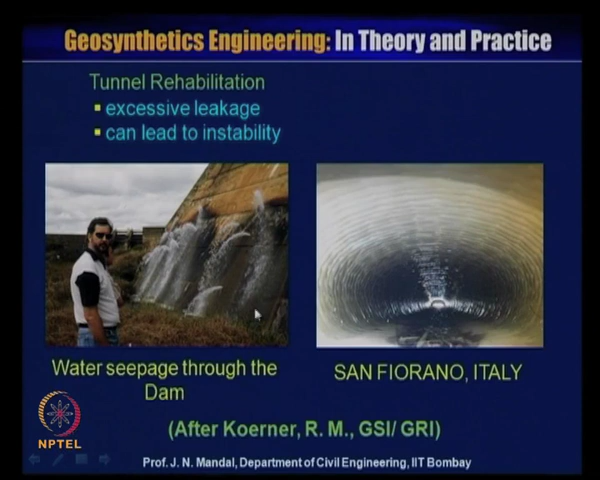 Geosynthetics Engineering: In Theory and Practice
Tunnel Rehabilitation
▪ excessive leakage
▪ can lead to instability
Water seepage through the
Dam
SAN FIORANO, ITALY
(After Koerner, R. M., GSI/ GRI)
NPTEL
Prof. J. N. Mandal, Department of Civil Engineering, IIT Bombay